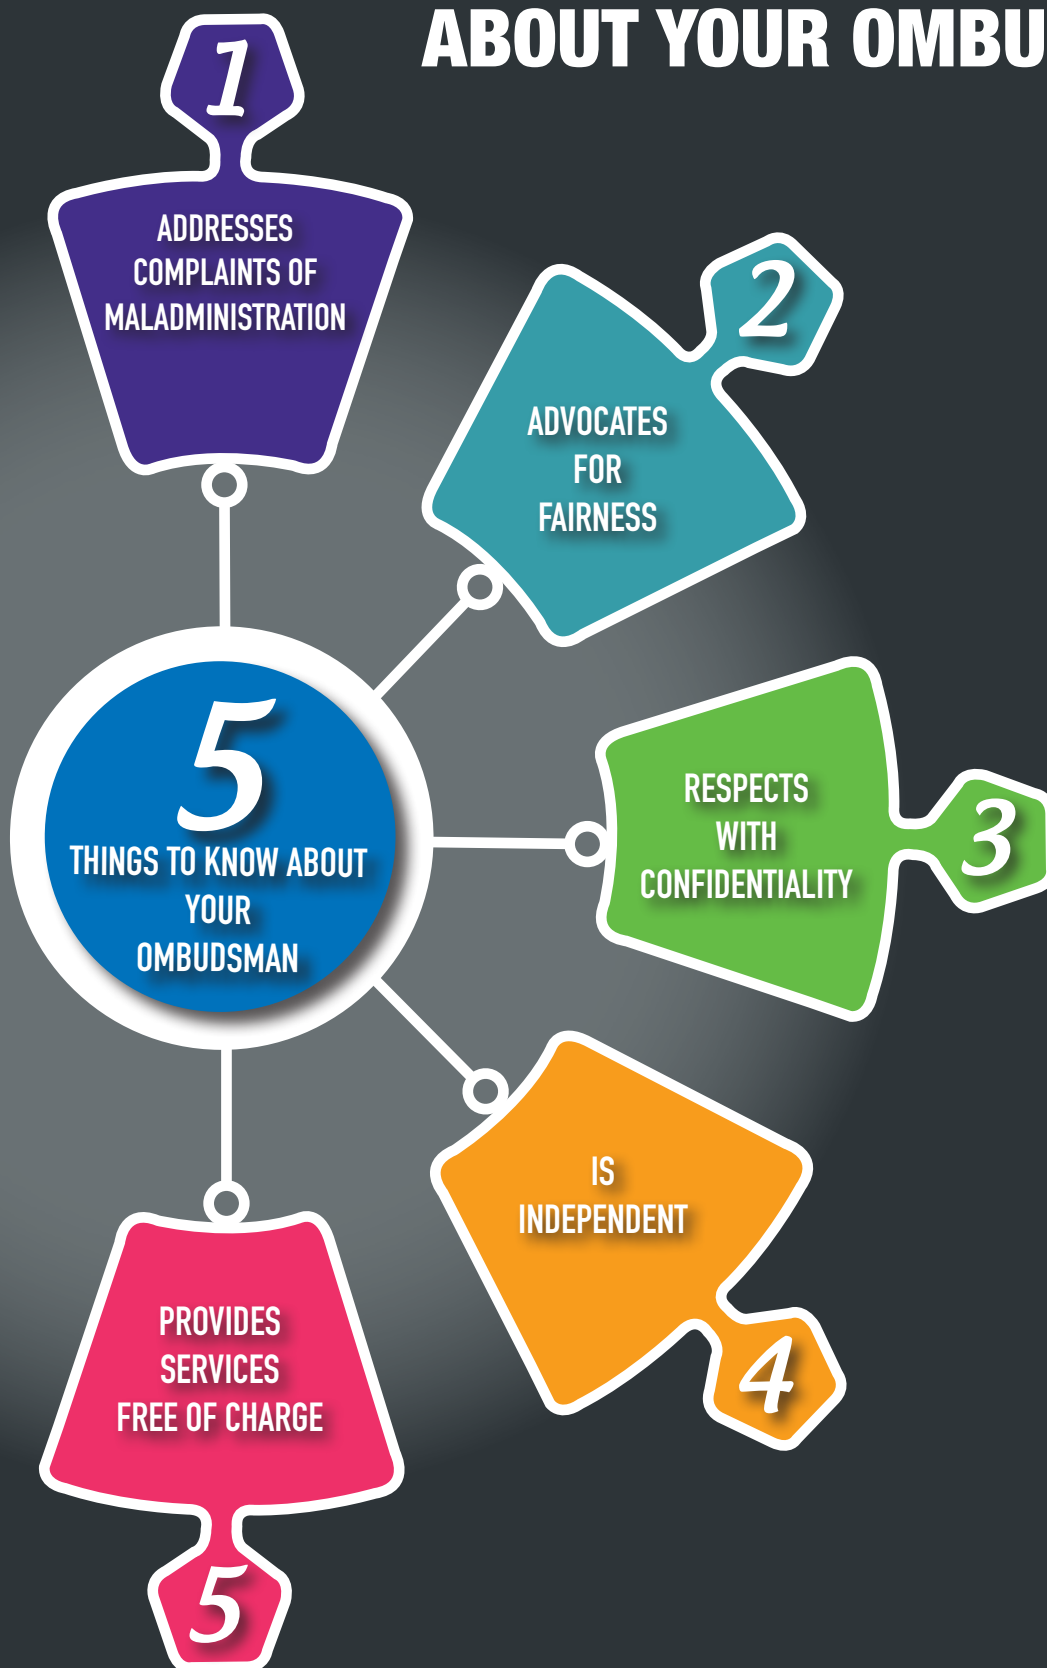 ABOUT YOUR OMBU
1
ADDRESSES
COMPLAINTS OF
MALADMINISTRATION
2
ADVOCATES
FOR
FAIRNESS
5
THINGS TO KNOW ABOUT
YOUR
OMBUDSMAN
RESPECTS
WITH
CONFIDENTIALITY
3
IS
INDEPENDENT
4
PROVIDES
SERVICES
FREE OF CHARGE
5